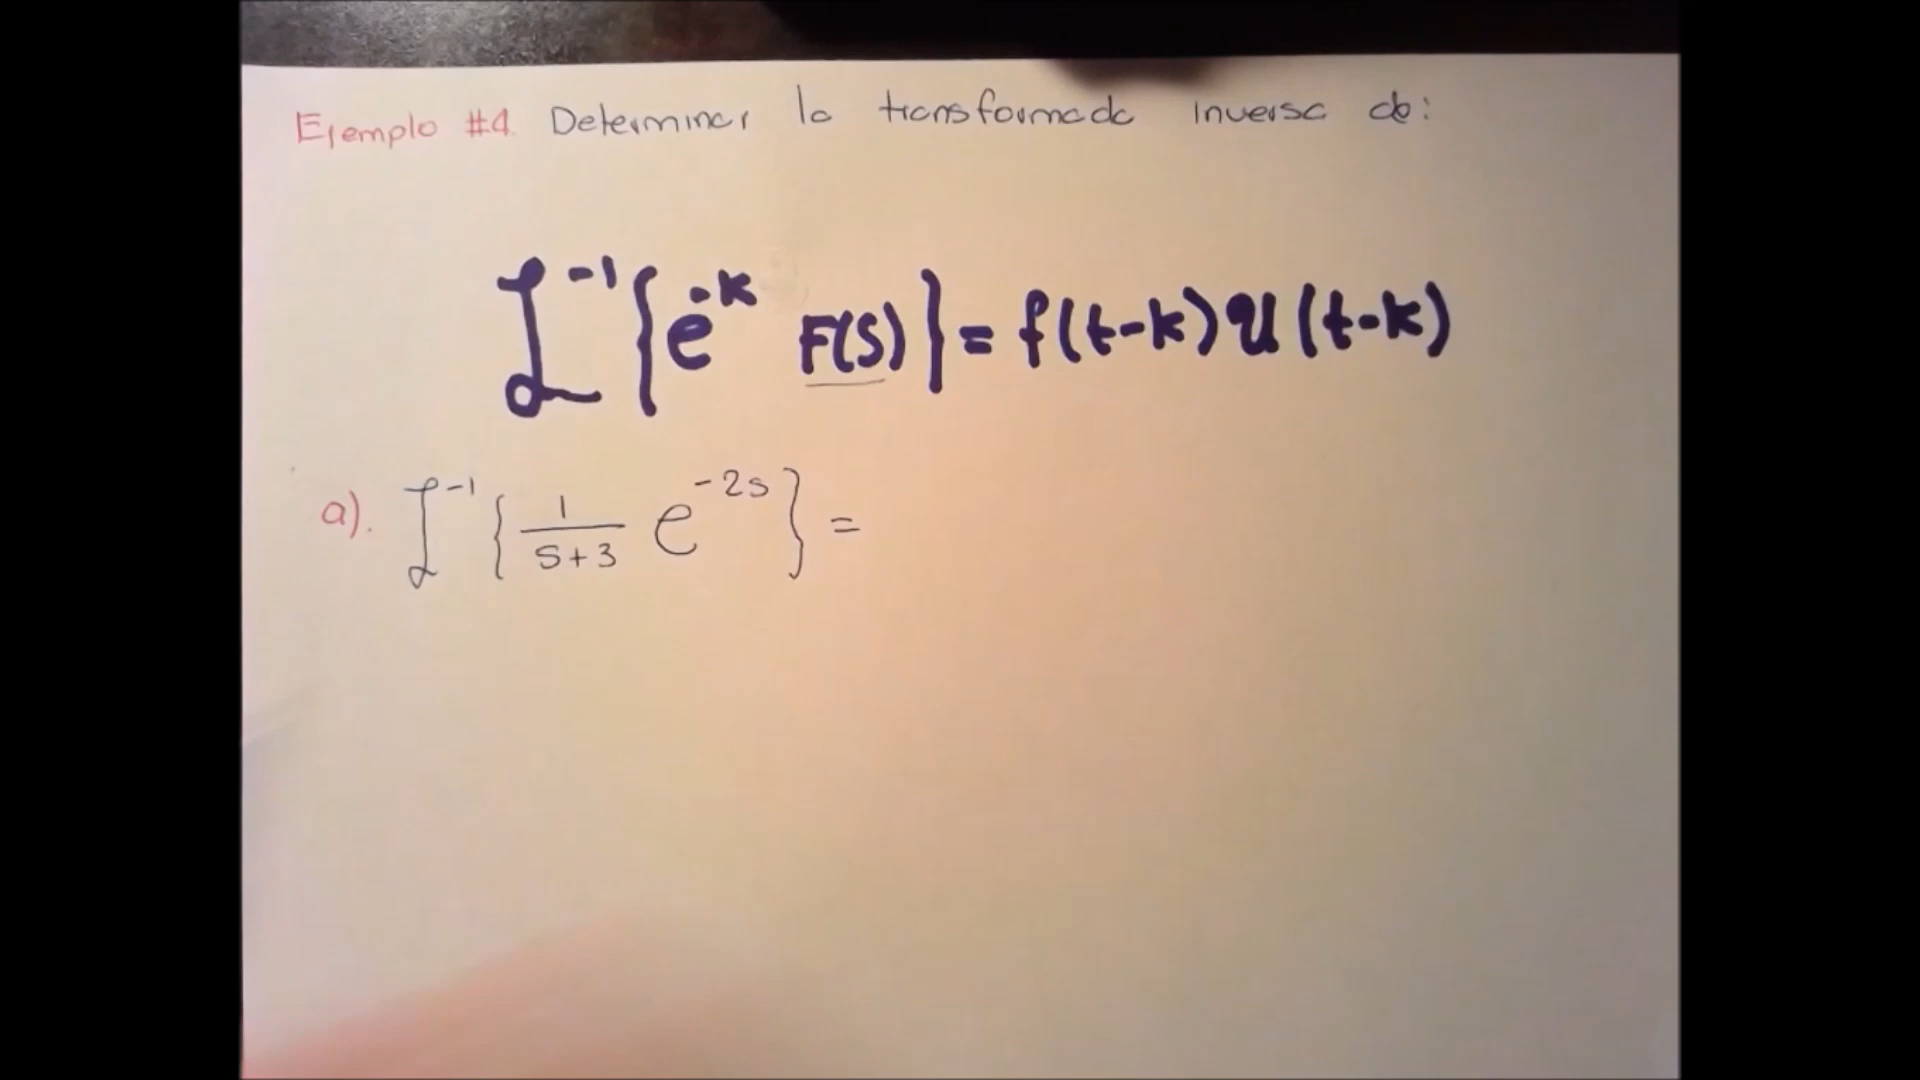 Ejemplo #4. Determinar la transformada inversa de:
ℒ⁻¹{e⁻ᵏ F(s)} = f(t-k) 𝒰(t-k)
a). ℒ⁻¹{1/(s+3) e⁻²ˢ} =